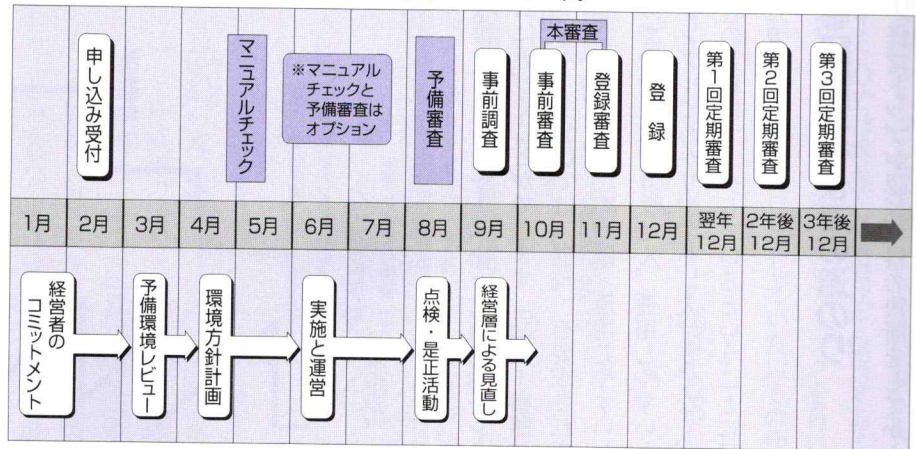 本審査
申し込み受付
マニュアルチェック
※マニュアル
チェックと
予備審査は
オプション
予備審査
事前調査
事前審査
登録審査
登録
第1回定期審査
第2回定期審査
第3回定期審査
1月 2月 3月 4月 5月 6月 7月 8月 9月 10月 11月 12月 翌年12月 2年後12月 3年後12月
経営者の
コミットメント
予備環境レビュー
環境方針計画
実施と運営
点検・是正活動
経営層による見直し